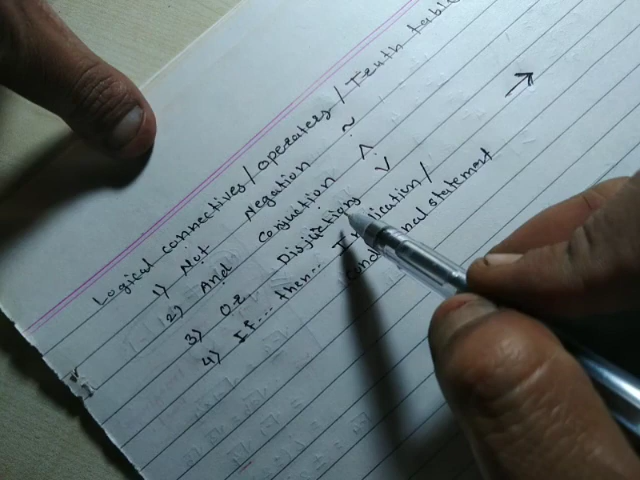 Logical connectives/operators/Truth table
1) Not Negation ~
2) And Conjuction ∧
3) Or Disjuction ∨
4) If... then... Implication/ →
conditional statement